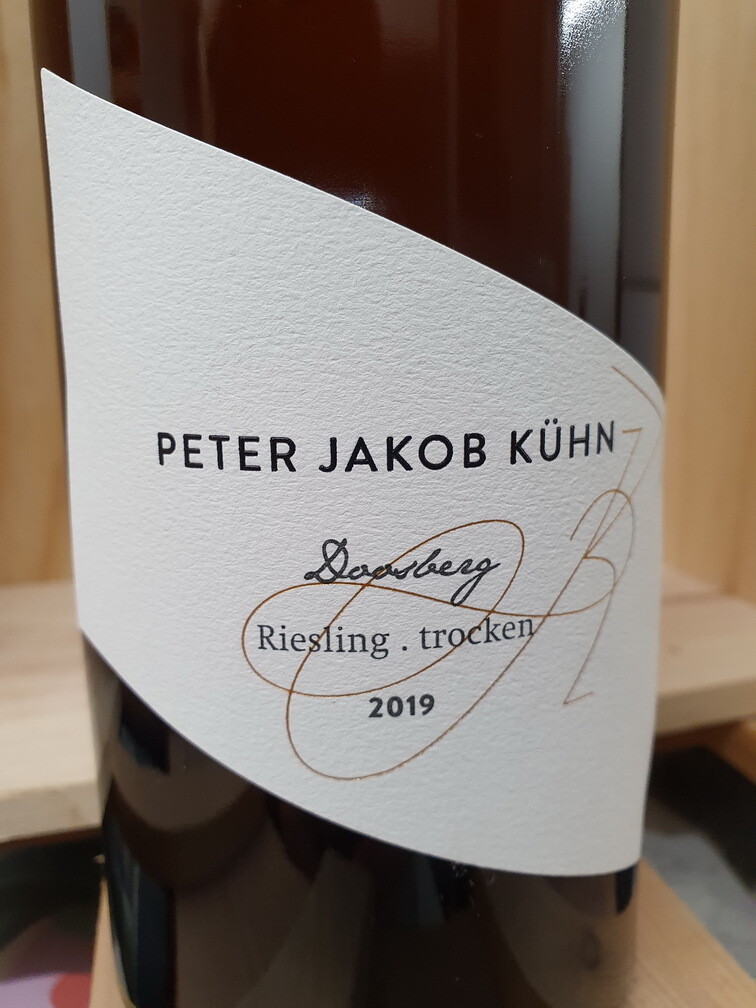 PETER JAKOB KÜHN
Doosberg
Riesling . trocken
2019